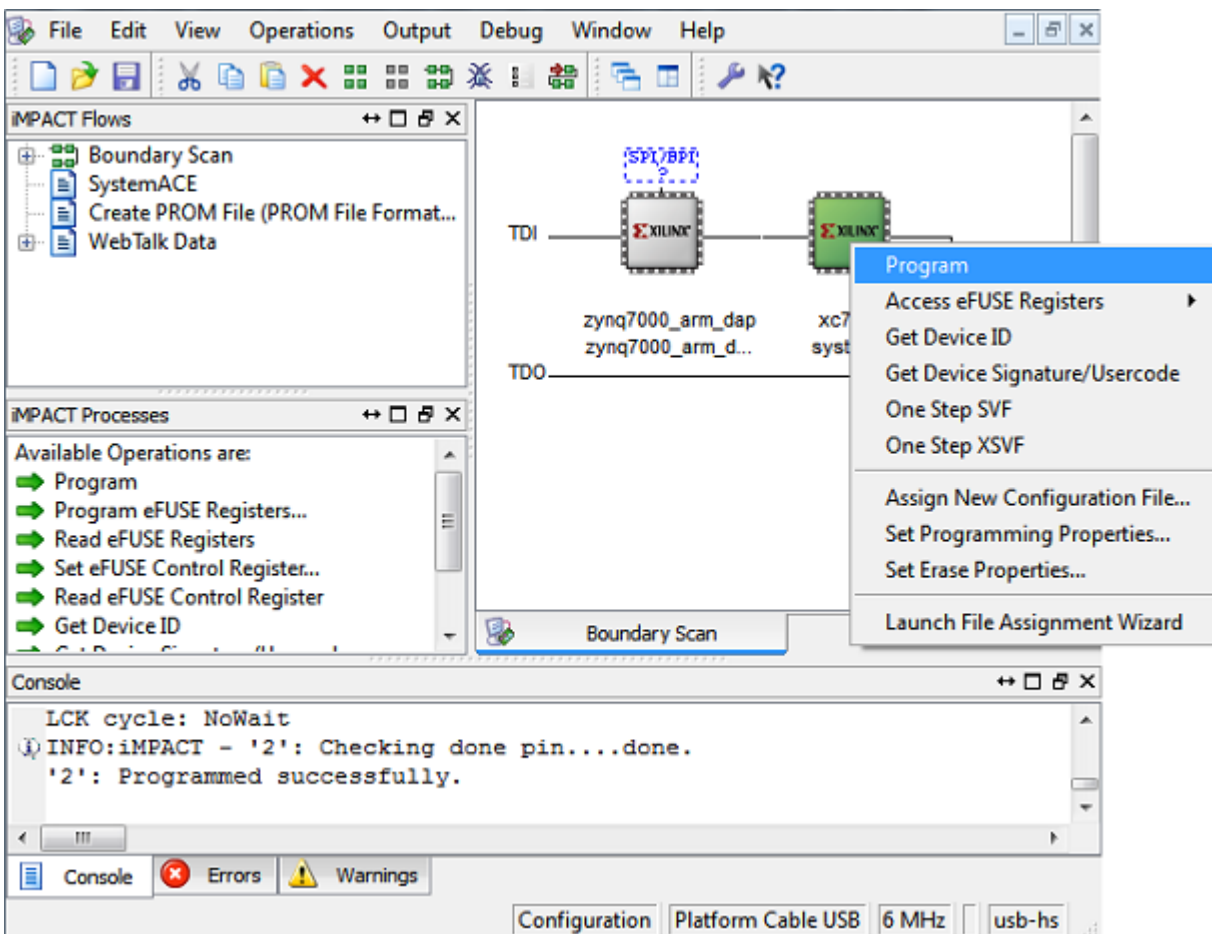 File Edit View Operations Output Debug Window Help
iMPACT Flows
Boundary Scan
SystemACE
Create PROM File (PROM File Format...
WebTalk Data
iMPACT Processes
Available Operations are:
Program
Program eFUSE Registers...
Read eFUSE Registers
Set eFUSE Control Register...
Read eFUSE Control Register
Get Device ID
SPI/BPI
?
TDI
XILINX
XILINX
zynq7000_arm_dap
zynq7000_arm_d...
xc7
syst
TDO
Program
Access eFUSE Registers
Get Device ID
Get Device Signature/Usercode
One Step SVF
One Step XSVF
Assign New Configuration File...
Set Programming Properties...
Set Erase Properties...
Launch File Assignment Wizard
Boundary Scan
Console
LCK cycle: NoWait
INFO:iMPACT - '2': Checking done pin....done.
'2': Programmed successfully.
Console Errors Warnings
Configuration Platform Cable USB 6 MHz usb-hs